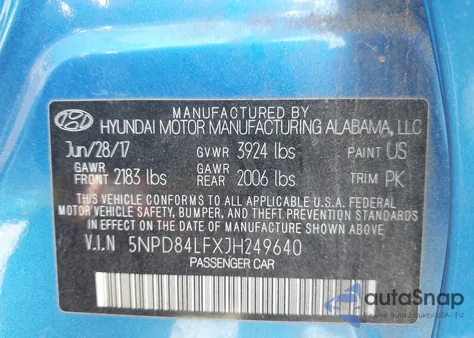 MANUFACTURED BY
HYUNDAI MOTOR MANUFACTURING ALABAMA, LLC
Jun/28/17 GVWR 3924 lbs PAINT US
GAWR FRONT 2183 lbs GAWR REAR 2006 lbs TRIM PK
THIS VEHICLE CONFORMS TO ALL APPLICABLE U.S.A. FEDERAL
MOTOR VEHICLE SAFETY, BUMPER, AND THEFT PREVENTION STANDARDS
IN EFFECT ON THE DATE OF MANUFACTURE SHOWN ABOVE.
V.I.N 5NPD84LFXJH249640
PASSENGER CAR
autoSnap